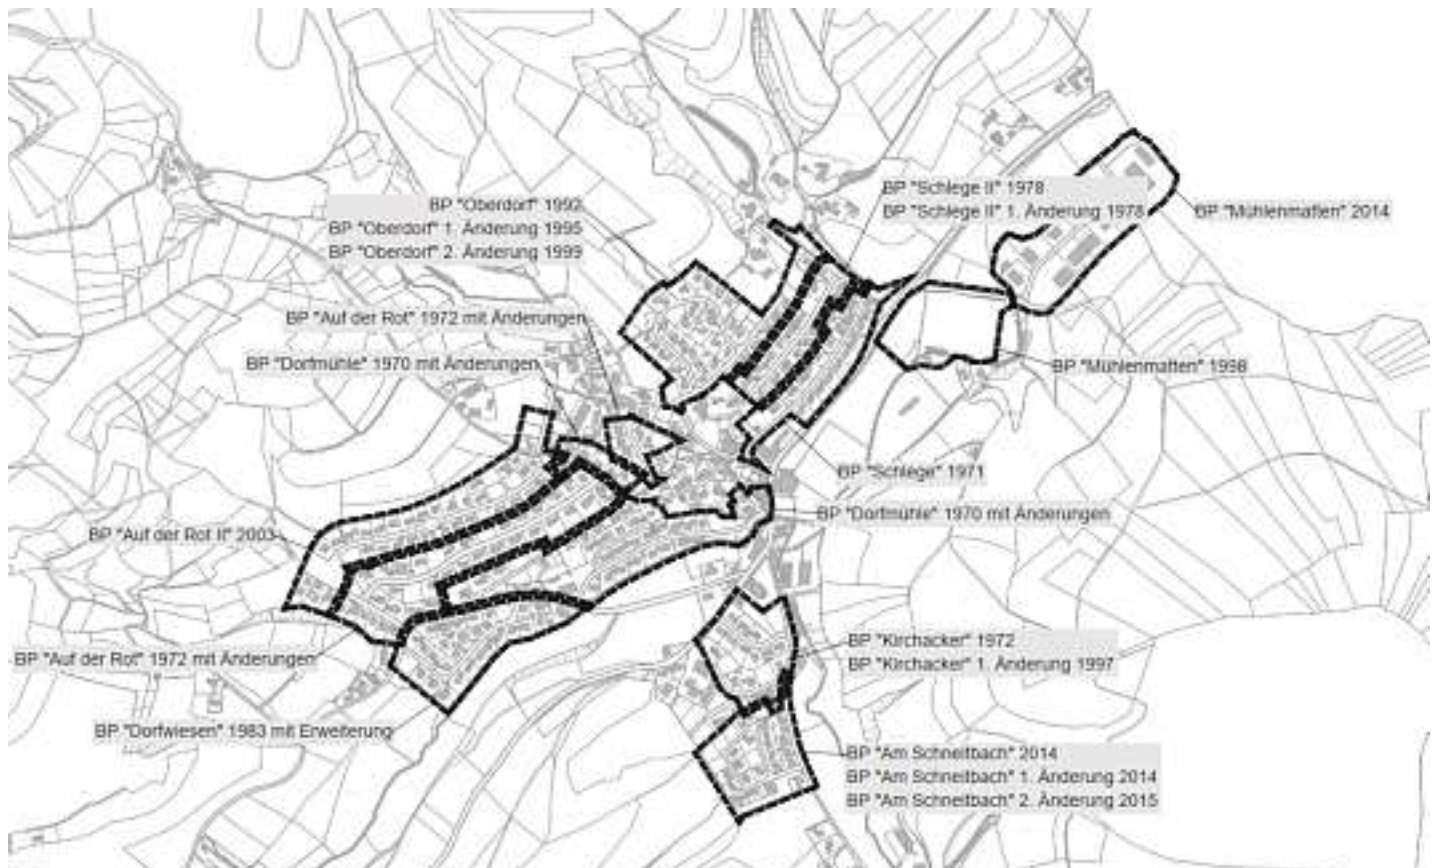 BP "Schlege II" 1978
BP "Schlege II" 1. Änderung 1978
BP "Mühlenmatten" 2014
BP "Oberdorf" 1992
BP "Oberdorf" 1. Änderung 1995
BP "Oberdorf" 2. Änderung 1999
BP "Auf der Rot" 1972 mit Änderungen
BP "Dorfmühle" 1970 mit Änderungen
BP "Mühlenmatten" 1998
BP "Schlege" 1971
BP "Dorfmühle" 1970 mit Änderungen
BP "Auf der Rot II" 2003
BP "Auf der Rot" 1972 mit Änderungen
BP "Kirchacker" 1972
BP "Kirchacker" 1. Änderung 1997
BP "Dorfwiesen" 1983 mit Erweiterung
BP "Am Schneitbach" 2014
BP "Am Schneitbach" 1. Änderung 2014
BP "Am Schneitbach" 2. Änderung 2015